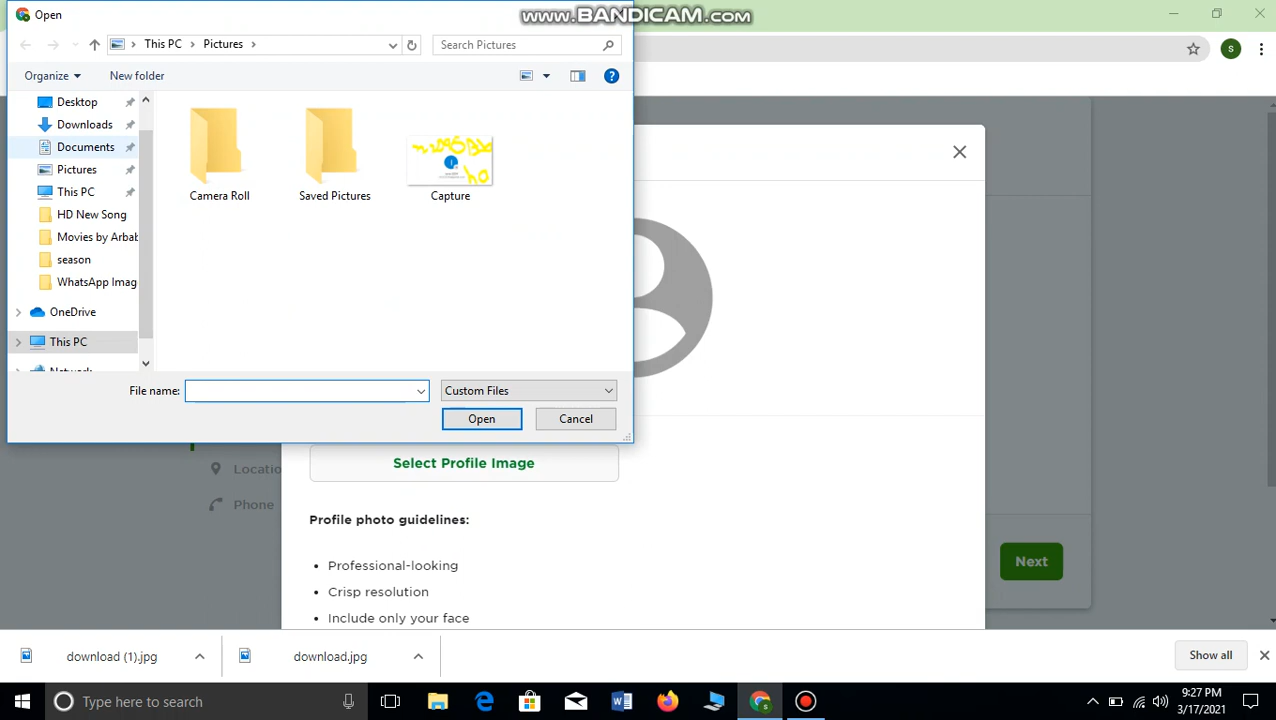 Open
www.BANDICAM.com
This PC
Pictures
Search Pictures
Organize
New folder
Desktop
Downloads
Documents
Pictures
This PC
HD New Song
Movies by Arbab
season
WhatsApp Imag
OneDrive
This PC
Network
Camera Roll
Saved Pictures
Capture
File name:
Custom Files
Open
Cancel
S
Locatio
Phone
Select Profile Image
Profile photo guidelines:
• Professional-looking
• Crisp resolution
• Include only your face
Next
download (1).jpg
download.jpg
Show all
Type here to search
9:27 PM
3/17/2021